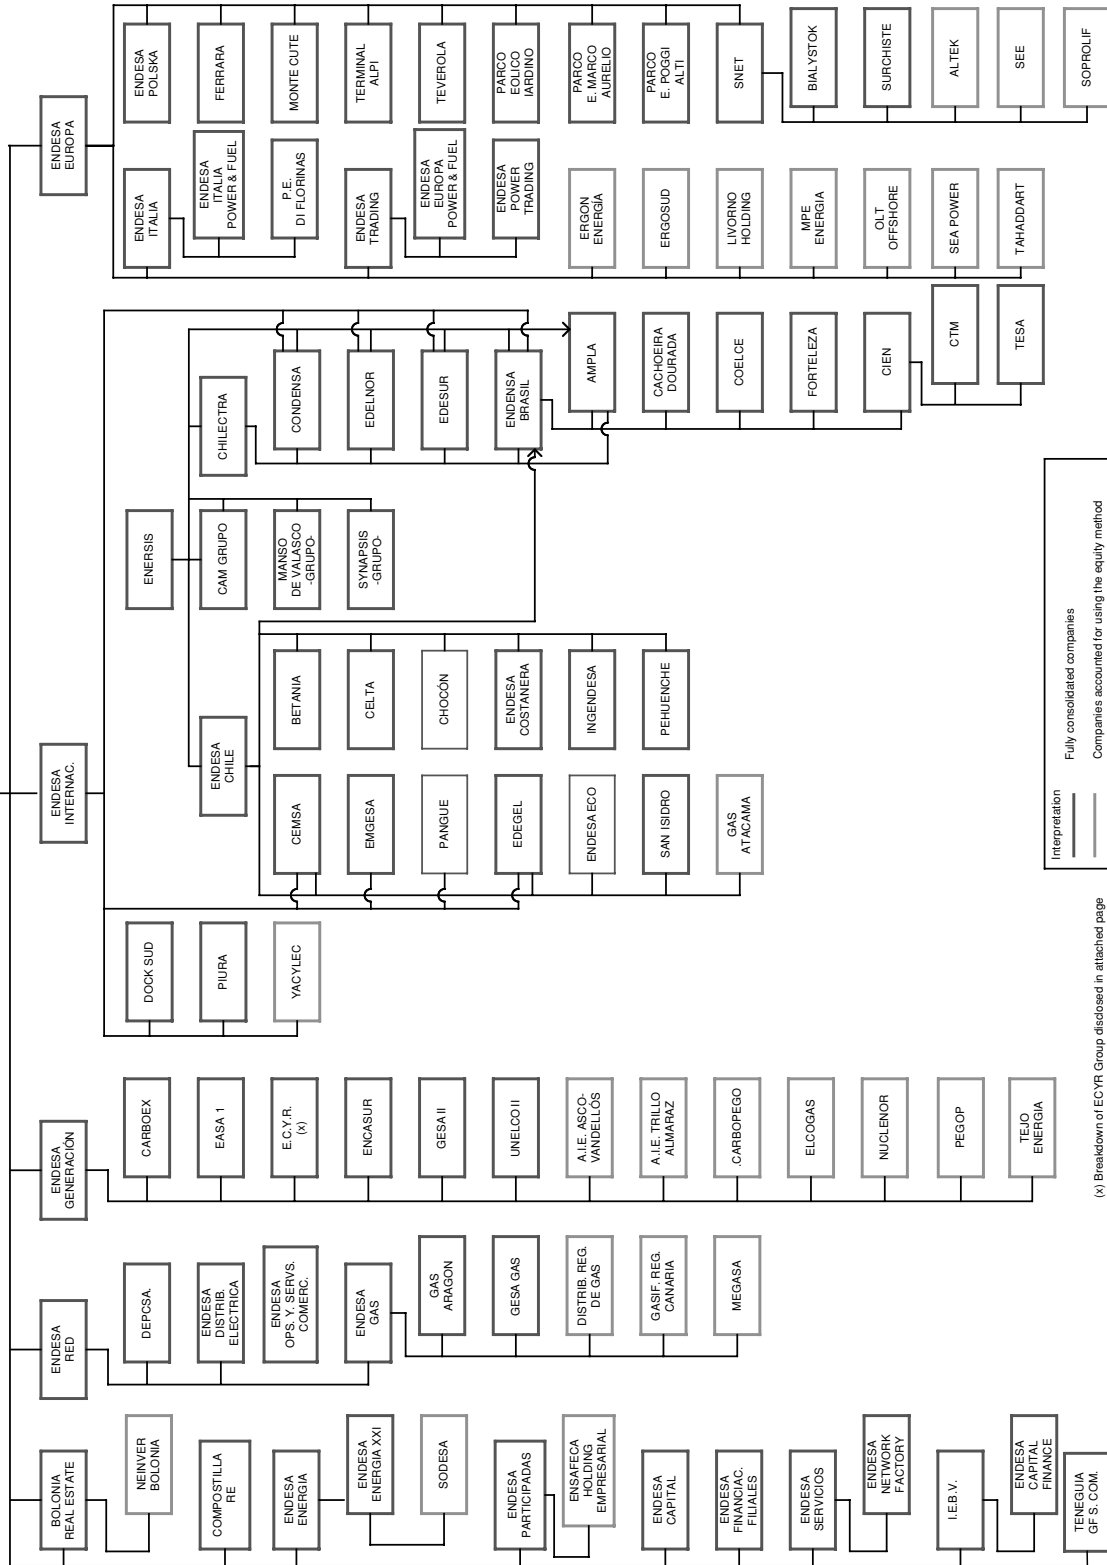 BOLONIA
REAL ESTATE
NEINVER
BOLONIA
COMPOSTILLA
RE
ENDESA
ENERGIA
ENDESA
ENERGIA XXI
SODESA
ENDESA
PARTICIPADAS
ENSAFECA
HOLDING
EMPRESARIAL
ENDESA
CAPITAL
ENDESA
FINANCIAC.
FILIALES
ENDESA
SERVICIOS
ENDESA
NETWORK
FACTORY
I.E.B.V.
ENDESA
CAPITAL
FINANCE
TENEGUIA
GF S. COM.
ENDESA
RED
DEPCSA.
ENDESA
DISTRIB.
ELECTRICA
ENDESA
OPS. Y. SERVS.
COMERC.
ENDESA
GAS
GAS
ARAGON
GESA GAS
DISTRIB. REG.
DE GAS
GASIF. REG.
CANARIA
MEGASA
ENDESA
GENERACIÓN
CARBOEX
EASA 1
E.C.Y.R.
(x)
ENCASUR
GESA II
UNELCO II
A.I.E. ASCO-
VANDELLÓS
A.I.E. TRILLO
ALMARAZ
.CARBOPEGO
ELCOGAS
NUCLENOR
PEGOP
TEJO
ENERGIA
ENDESA
INTERNAC.
DOCK SUD
PIURA
YACYLEC
ENDESA
CHILE
CEMSA
EMGESA
PANGUE
EDEGEL
ENDESA ECO
SAN ISIDRO
GAS
ATACAMA
BETANIA
CELTA
CHOCÓN
ENDESA
COSTANERA
INGENDESA
PEHUENCHE
ENERSIS
CAM GRUPO
MANSO
DE VALASCO
-GRUPO-
SYNAPSIS
-GRUPO-
CHILECTRA
CONDENSA
EDELNOR
EDESUR
ENDENSA
BRASIL
AMPLA
CACHOEIRA
DOURADA
COELCE
FORTELEZA
CIEN
CTM
TESA
ENDESA
EUROPA
ENDESA
ITALIA
ENDESA
ITALIA
POWER & FUEL
P.E.
DI FLORINAS
ENDESA
TRADING
ENDESA
EUROPA
POWER & FUEL
ENDESA
POWER
TRADING
ERGON
ENERGÍA
ERGOSUD
LIVORNO
HOLDING
MPE
ENERGIA
OLT
OFFSHORE
SEA POWER
TAHADDART
ENDESA
POLSKA
FERRARA
MONTE CUTE
TERMINAL
ALPI
TEVEROLA
PARCO
EOLICO
IARDINO
PARCO
E. MARCO
AURELIO
PARCO
E. POGGI
ALTI
SNET
BIALYSTOK
SURCHISTE
ALTEK
SEE
SOPROLIF
Interpretation
Fully consolidated companies
Companies accounted for using the equity method
(x) Breakdown of ECYR Group disclosed in attached page